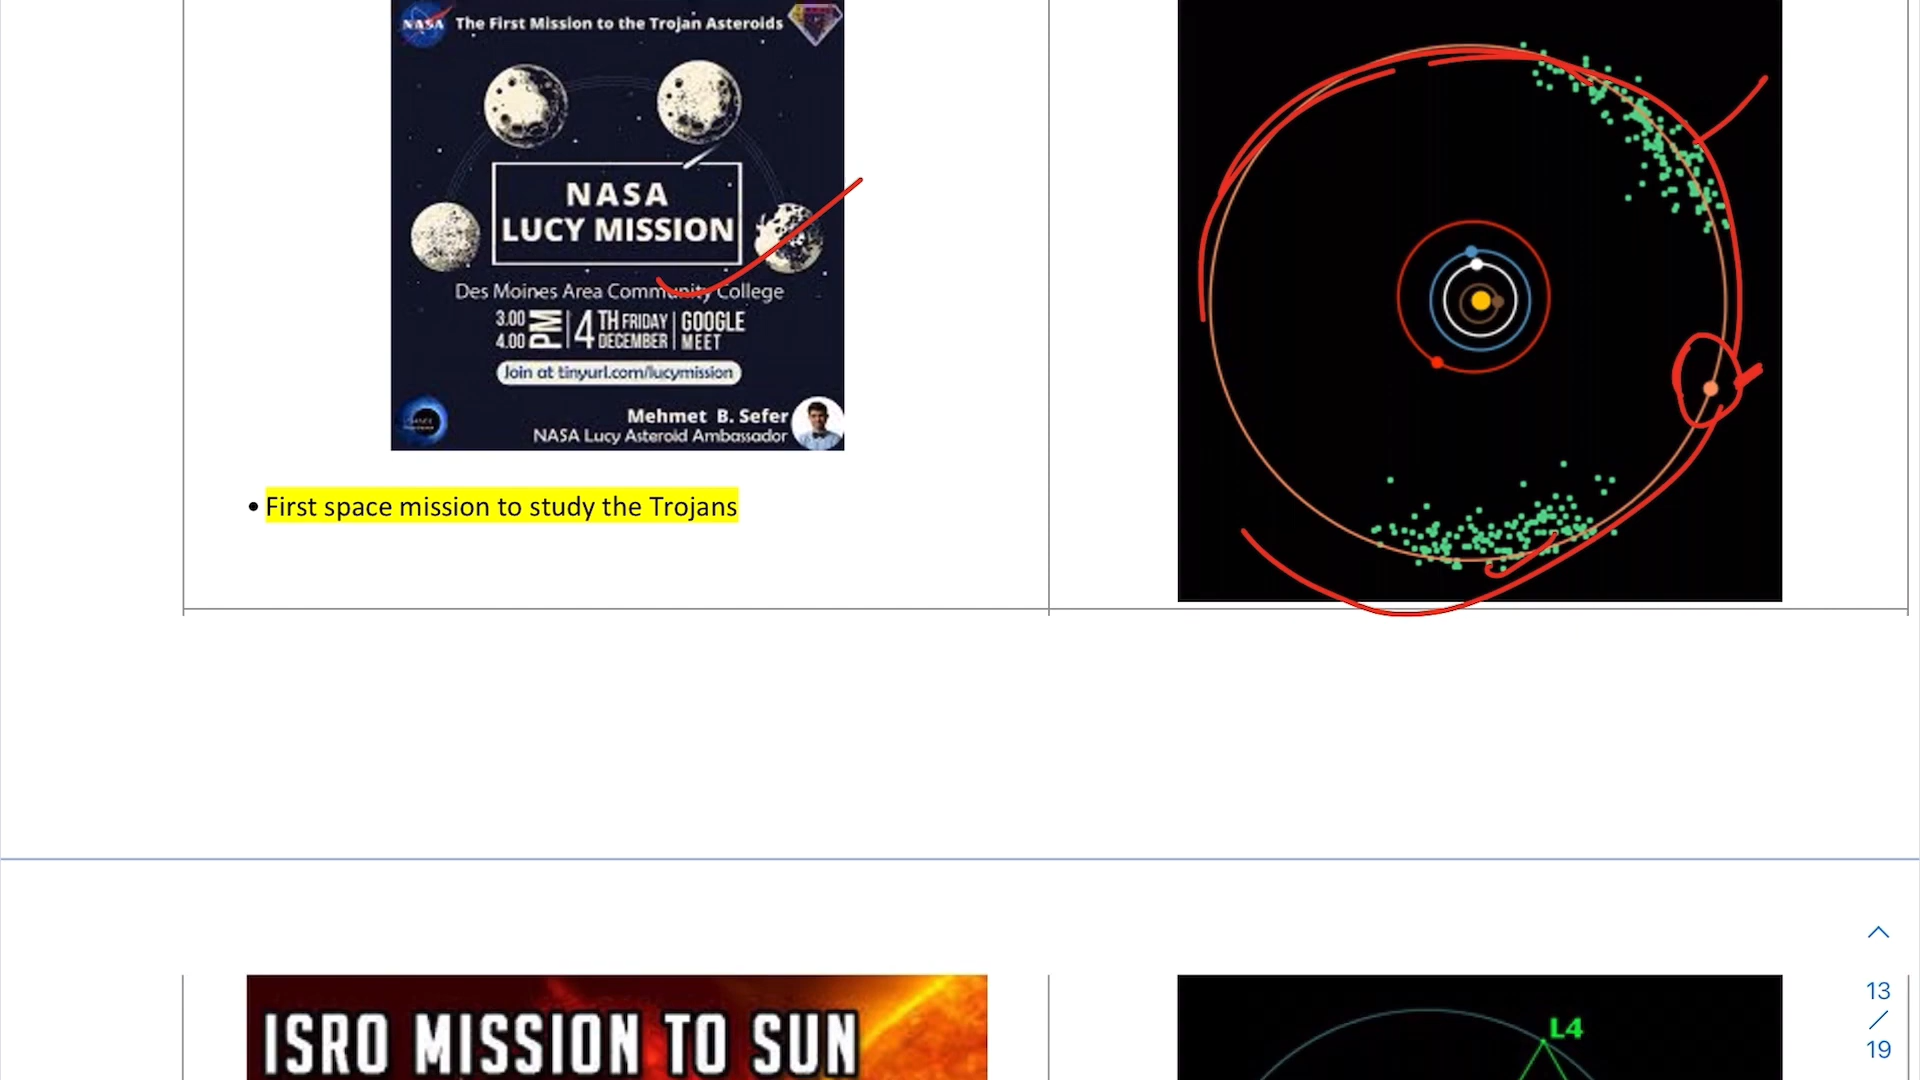 NASA The First Mission to the Trojan Asteroids
NASA
LUCY MISSION
Des Moines Area Community College
3.00 PM 4.00
4TH FRIDAY DECEMBER
GOOGLE MEET
Join at tinyurl.com/lucymission
Mehmet B. Sefer
NASA Lucy Asteroid Ambassador
• First space mission to study the Trojans
ISRO MISSION TO SUN
L4
13
/
19